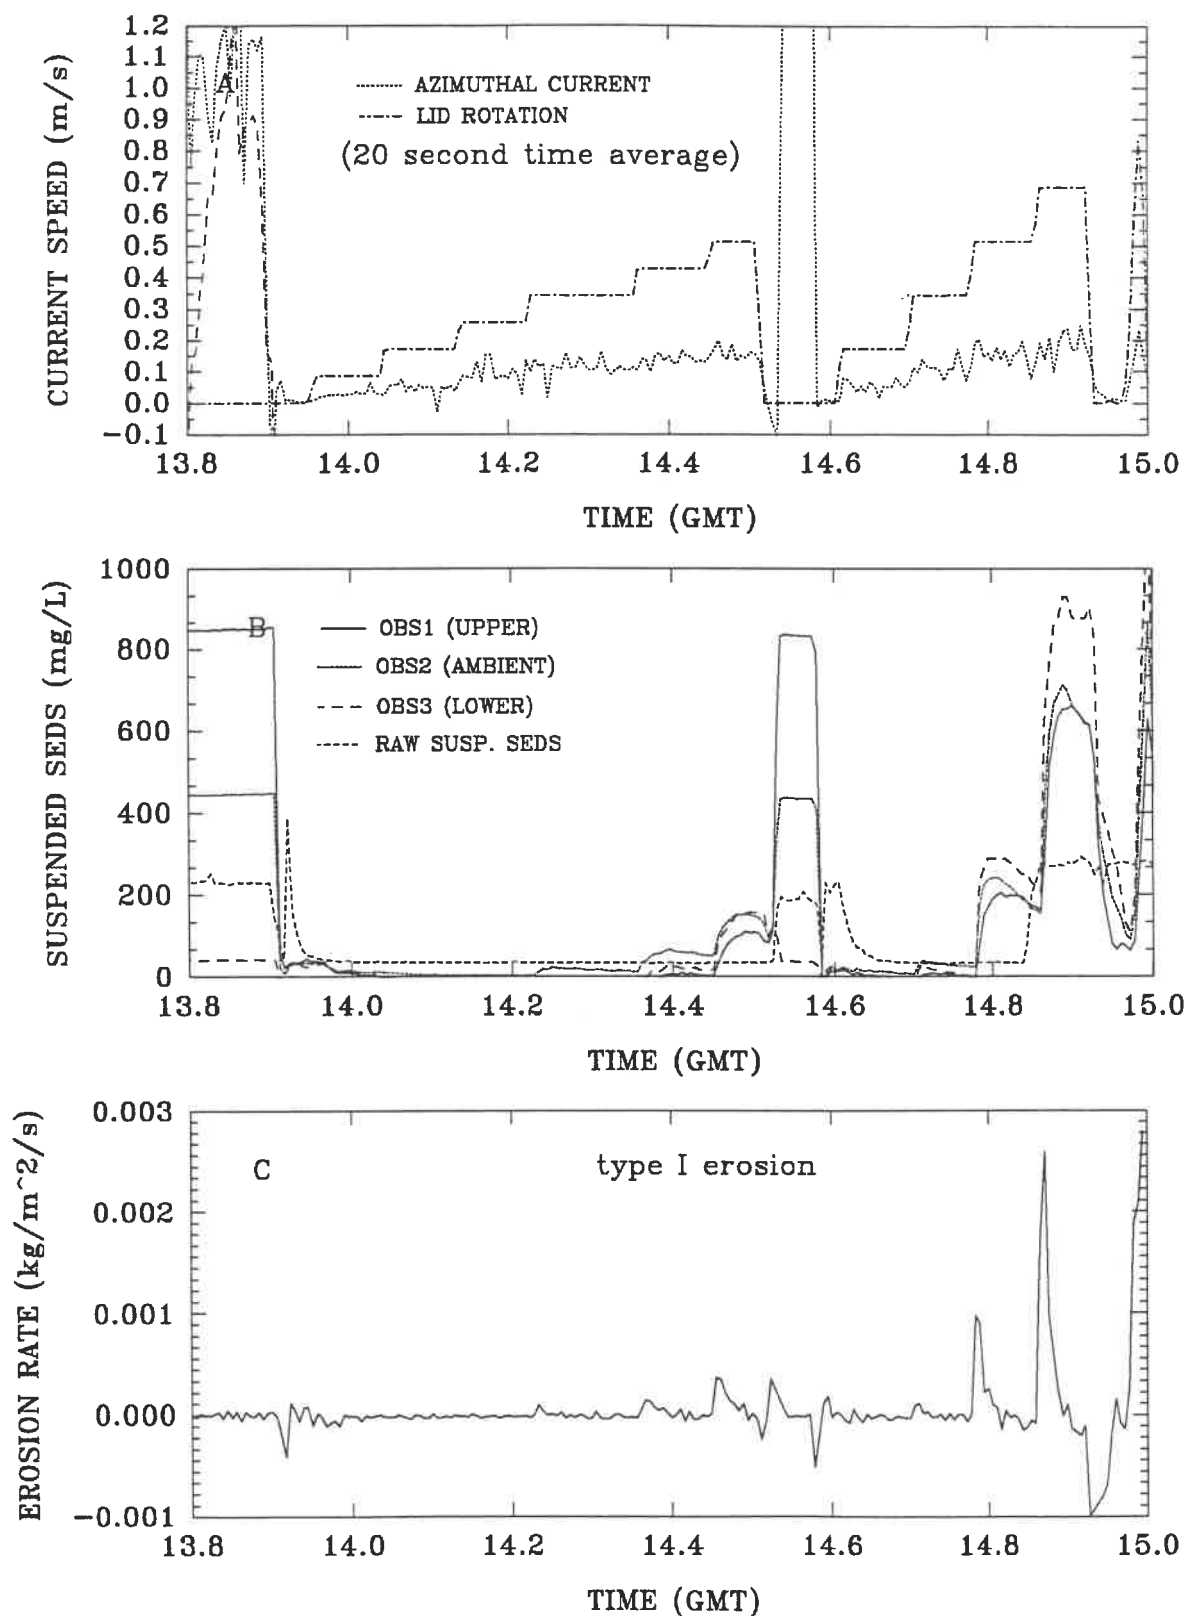 1.2
1.1
1.0
0.9
0.8
0.7
0.6
0.5
0.4
0.3
0.2
0.1
0.0
−0.1
CURRENT SPEED (m/s)
A
AZIMUTHAL CURRENT
LID ROTATION
(20 second time average)
13.8 14.0 14.2 14.4 14.6 14.8 15.0
TIME (GMT)
1000
800
600
400
200
0
SUSPENDED SEDS (mg/L)
B
OBS1 (UPPER)
OBS2 (AMBIENT)
OBS3 (LOWER)
RAW SUSP. SEDS
13.8 14.0 14.2 14.4 14.6 14.8 15.0
TIME (GMT)
0.003
0.002
0.001
0.000
−0.001
EROSION RATE (kg/m^2/s)
C
type I erosion
13.8 14.0 14.2 14.4 14.6 14.8 15.0
TIME (GMT)